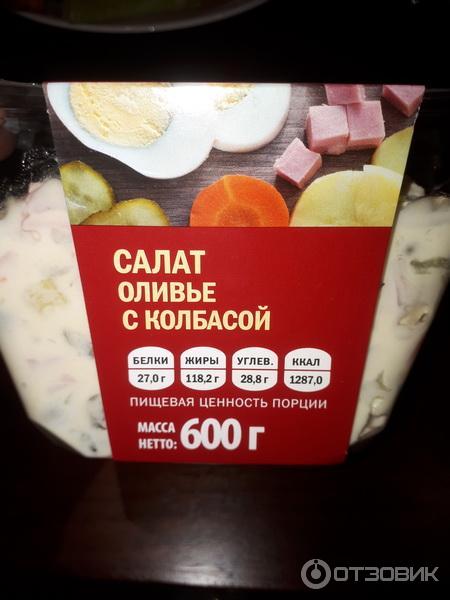 САЛАТ
ОЛИВЬЕ
С КОЛБАСОЙ
БЕЛКИ ЖИРЫ УГЛЕВ. ККАЛ
27,0 г 118,2 г 28,8 г 1287,0
ПИЩЕВАЯ ЦЕННОСТЬ ПОРЦИИ
МАССА
НЕТТО: 600 г
ОТЗОВИК